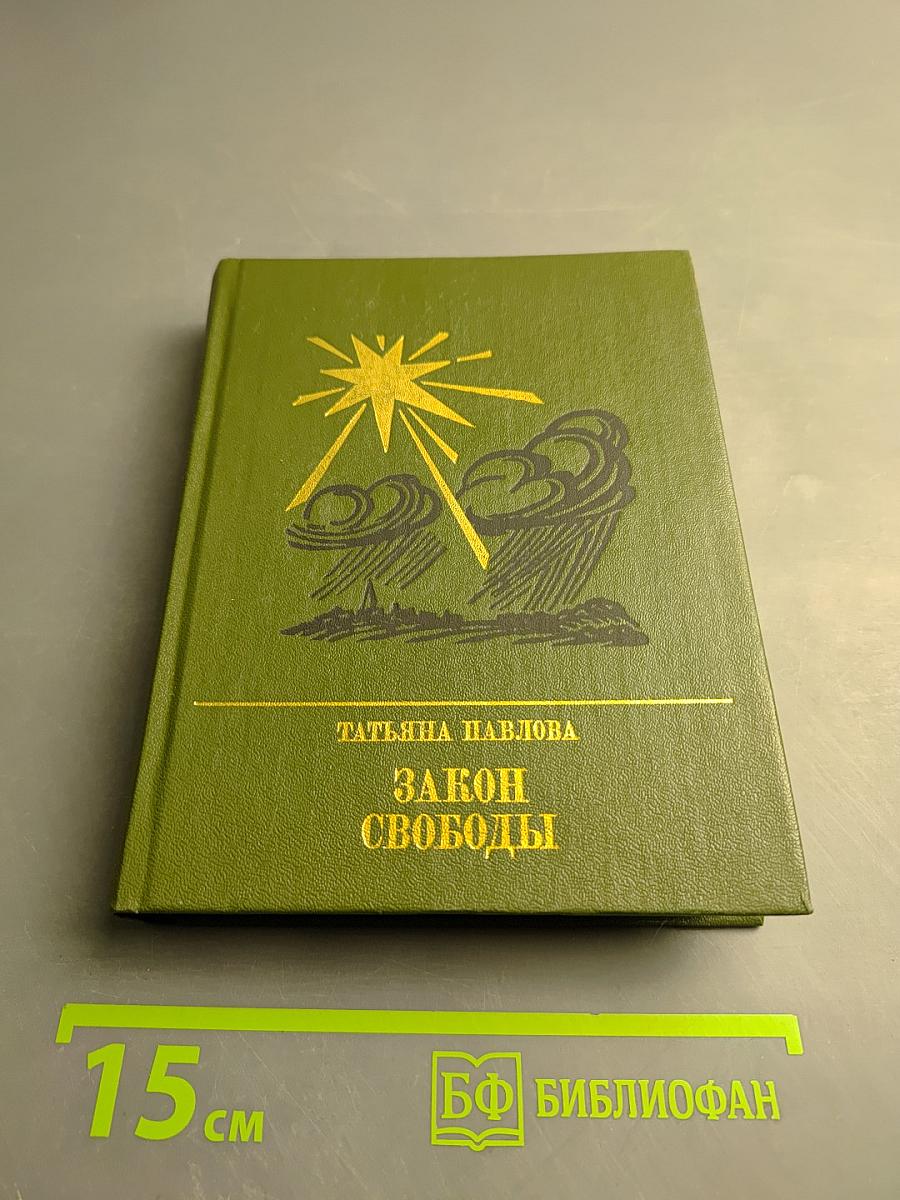 ТАТЬЯНА ПАВЛОВА
ЗАКОН
СВОБОДЫ
15 см
БФ БИБЛИОФАН